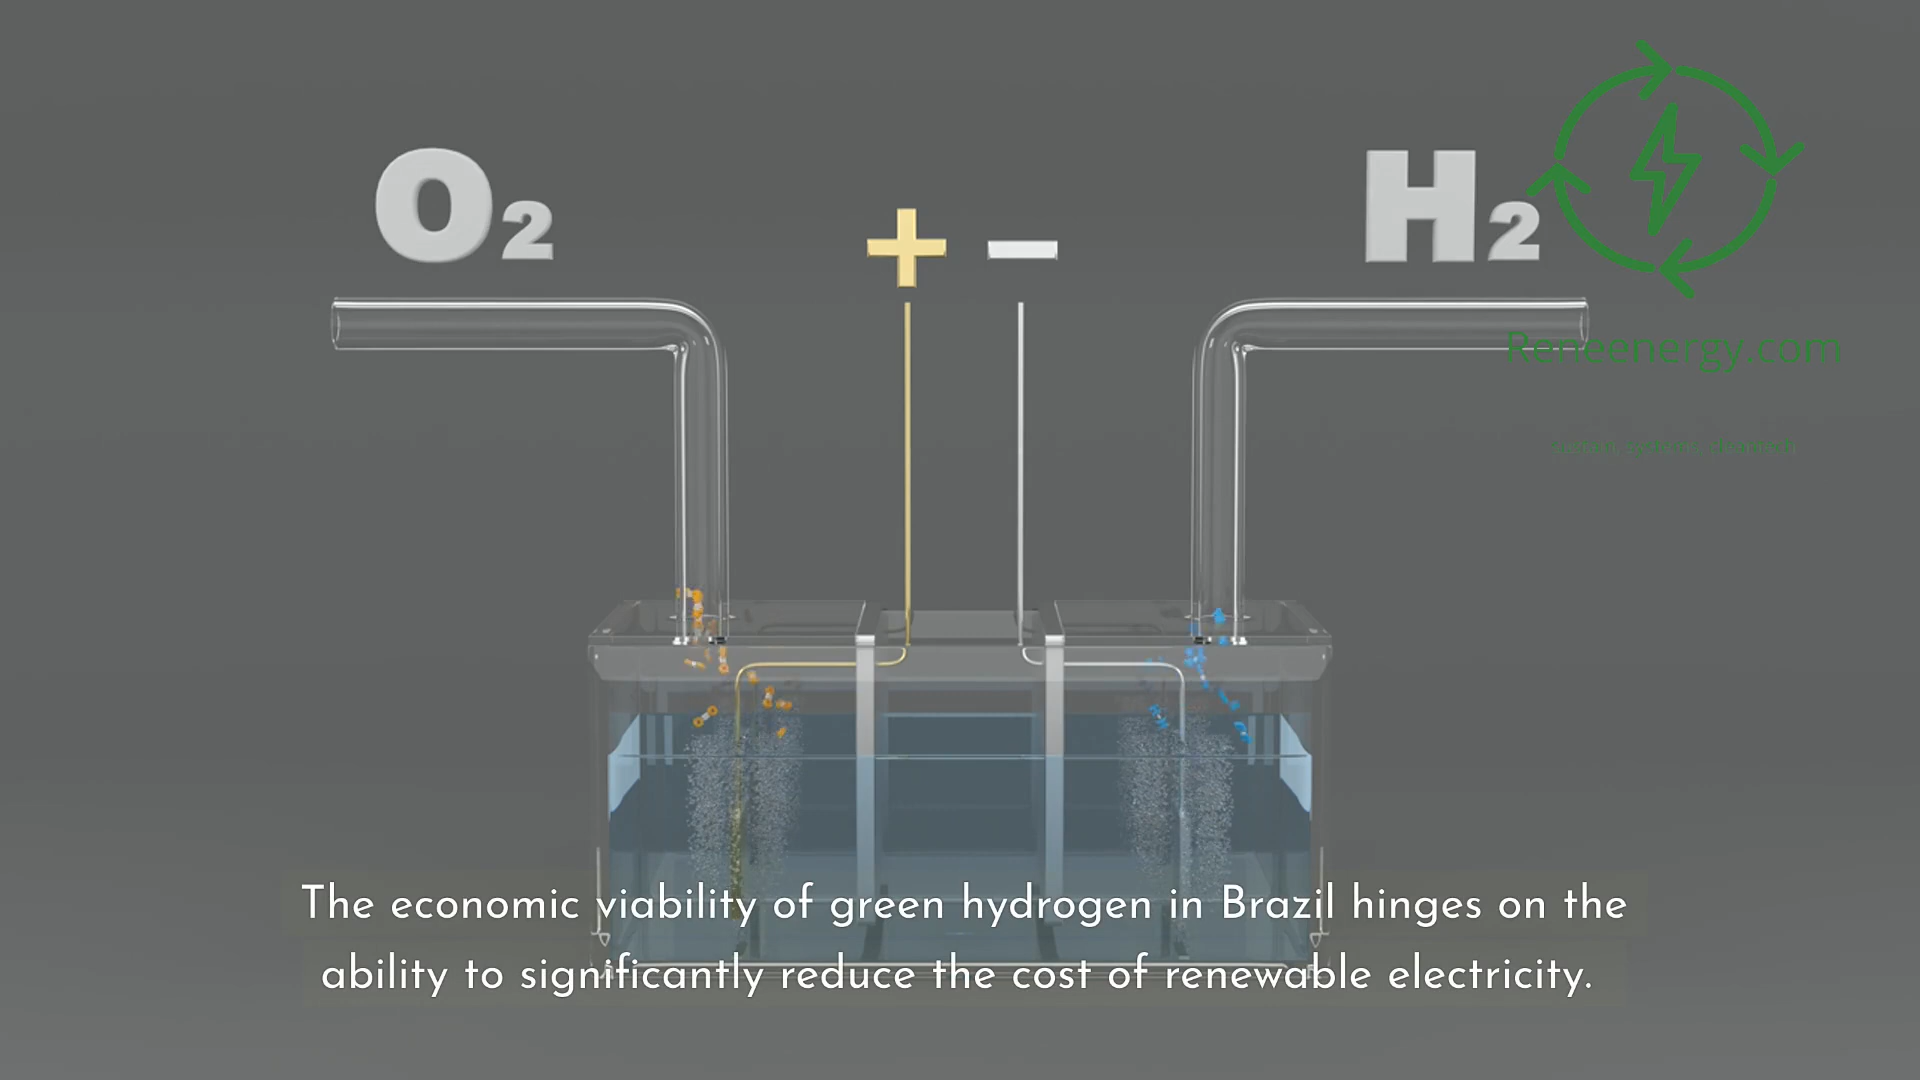 O2
+ −
H2
Reneenergy.com
The economic viability of green hydrogen in Brazil hinges on the
ability to significantly reduce the cost of renewable electricity.